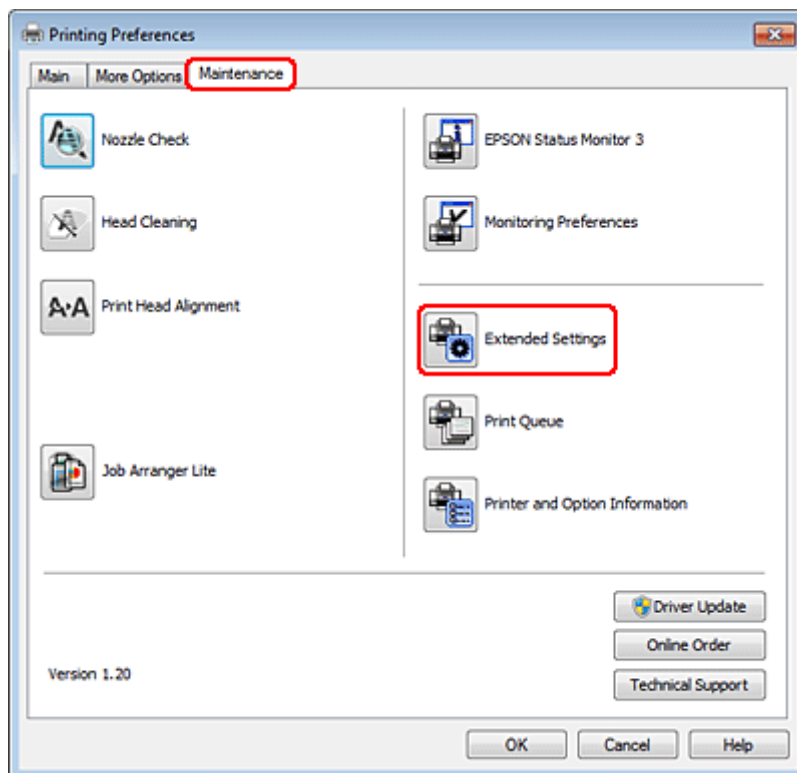 Printing Preferences
Main
More Options
Maintenance
Nozzle Check
Head Cleaning
A·A
Print Head Alignment
Job Arranger Lite
EPSON Status Monitor 3
Monitoring Preferences
Extended Settings
Print Queue
Printer and Option Information
Driver Update
Online Order
Technical Support
Version 1.20
OK
Cancel
Help